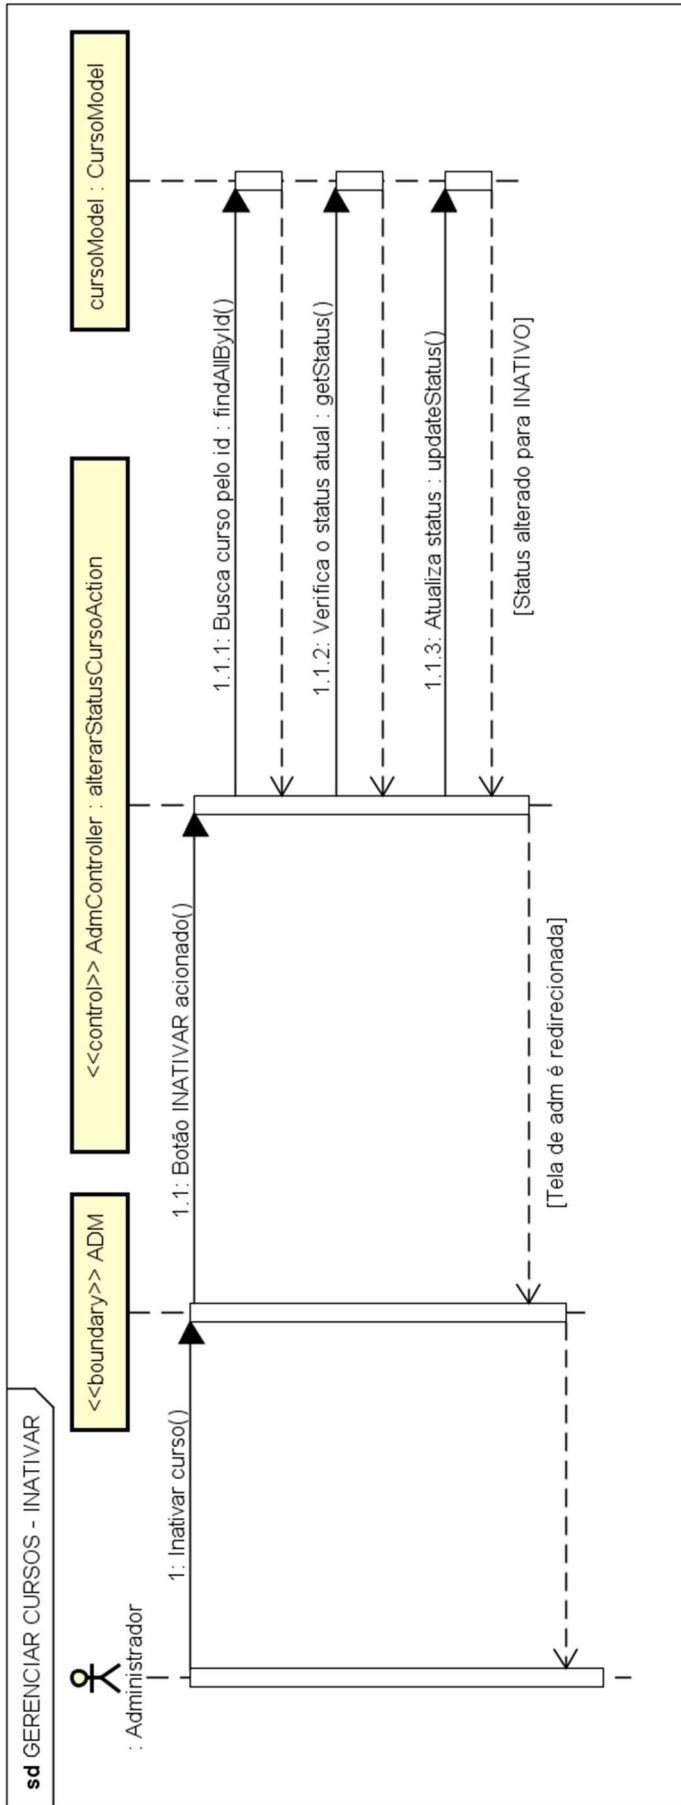 sd GERENCIAR CURSOS - INATIVAR
: Administrador
<<boundary>> ADM
<<control>> AdmController : alterarStatusCursoAction
cursoModel : CursoModel
1: Inativar curso()
1.1: Botão INATIVAR acionado()
1.1.1: Busca curso pelo id : findAllById()
1.1.2: Verifica o status atual : getStatus()
1.1.3: Atualiza status : updateStatus()
[Status alterado para INATIVO]
[Tela de adm é redirecionada]